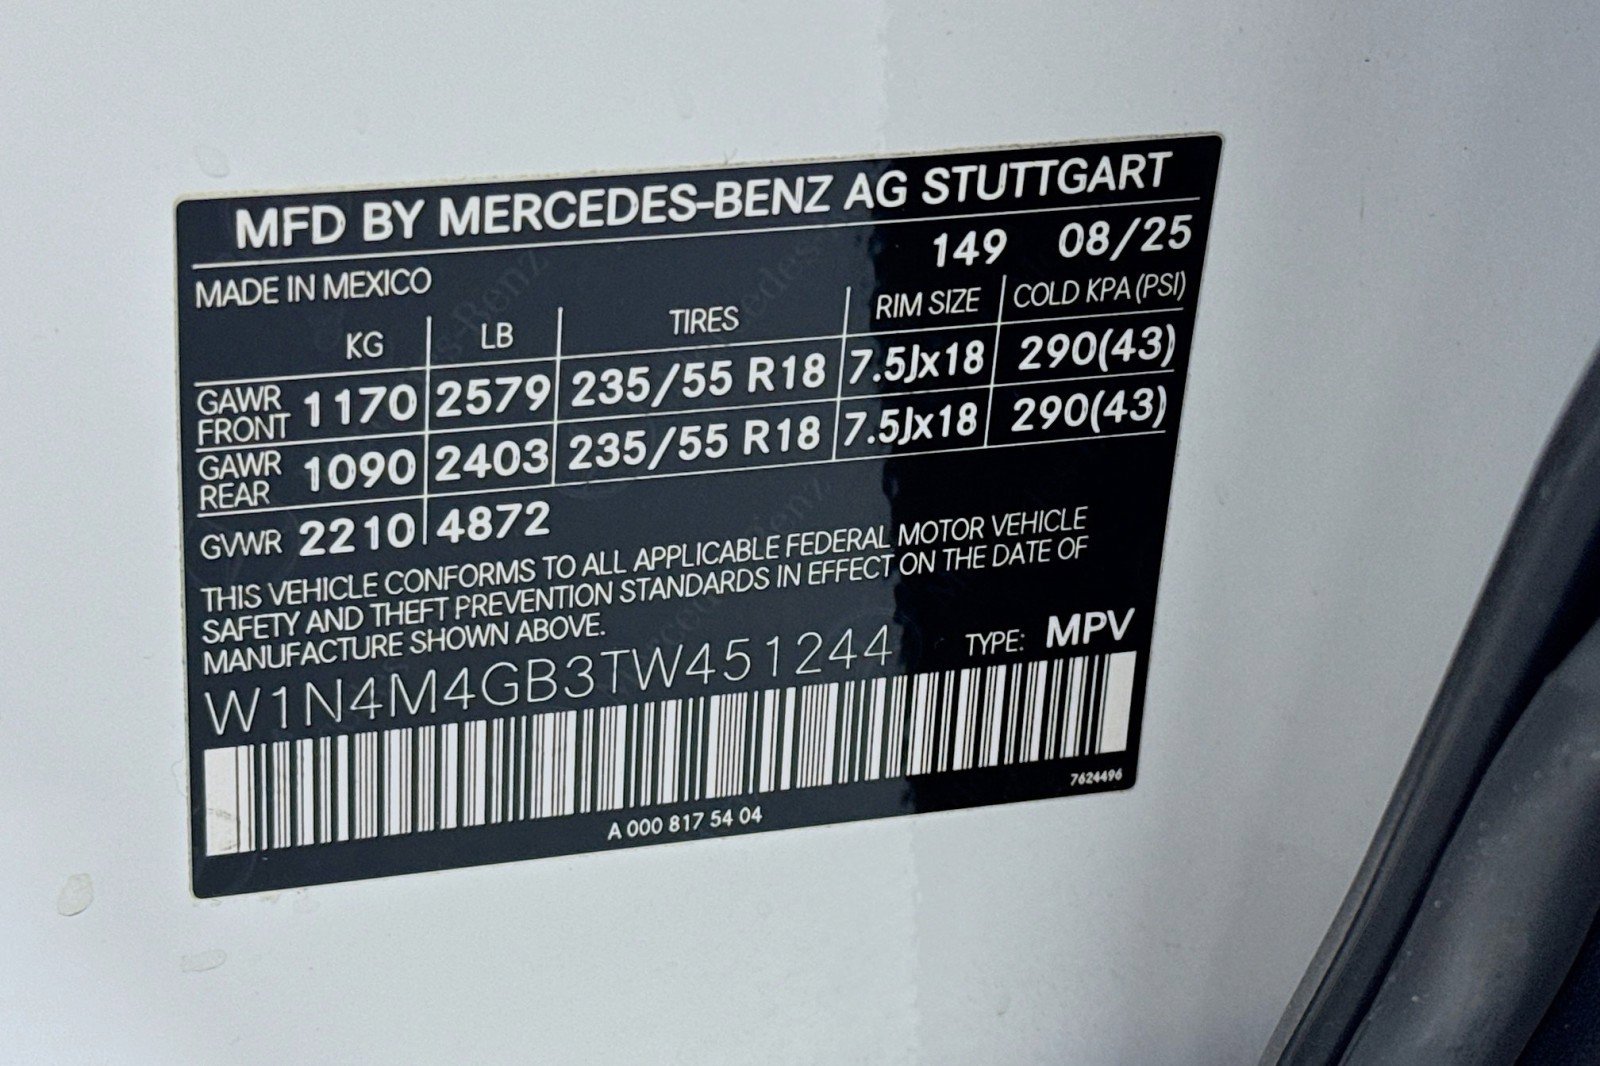 MFD BY MERCEDES-BENZ AG STUTTGART
149 08/25
MADE IN MEXICO
KG LB TIRES RIM SIZE COLD KPA (PSI)
GAWR FRONT 1170 2579 235/55 R18 7.5Jx18 290(43)
GAWR REAR 1090 2403 235/55 R18 7.5Jx18 290(43)
GVWR 2210 4872
THIS VEHICLE CONFORMS TO ALL APPLICABLE FEDERAL MOTOR VEHICLE
SAFETY AND THEFT PREVENTION STANDARDS IN EFFECT ON THE DATE OF
MANUFACTURE SHOWN ABOVE.
W1N4M4GB3TW451244 TYPE: MPV
7624496
A 000 817 54 04